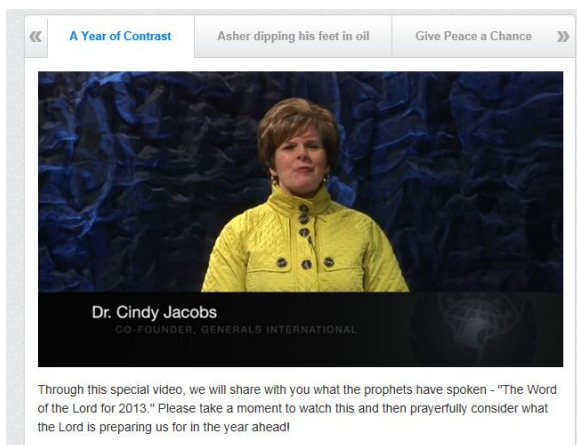 « A Year of Contrast Asher dipping his feet in oil Give Peace a Chance »
Dr. Cindy Jacobs
CO-FOUNDER, GENERALS INTERNATIONAL
Through this special video, we will share with you what the prophets have spoken - "The Word
of the Lord for 2013." Please take a moment to watch this and then prayerfully consider what
the Lord is preparing us for in the year ahead!